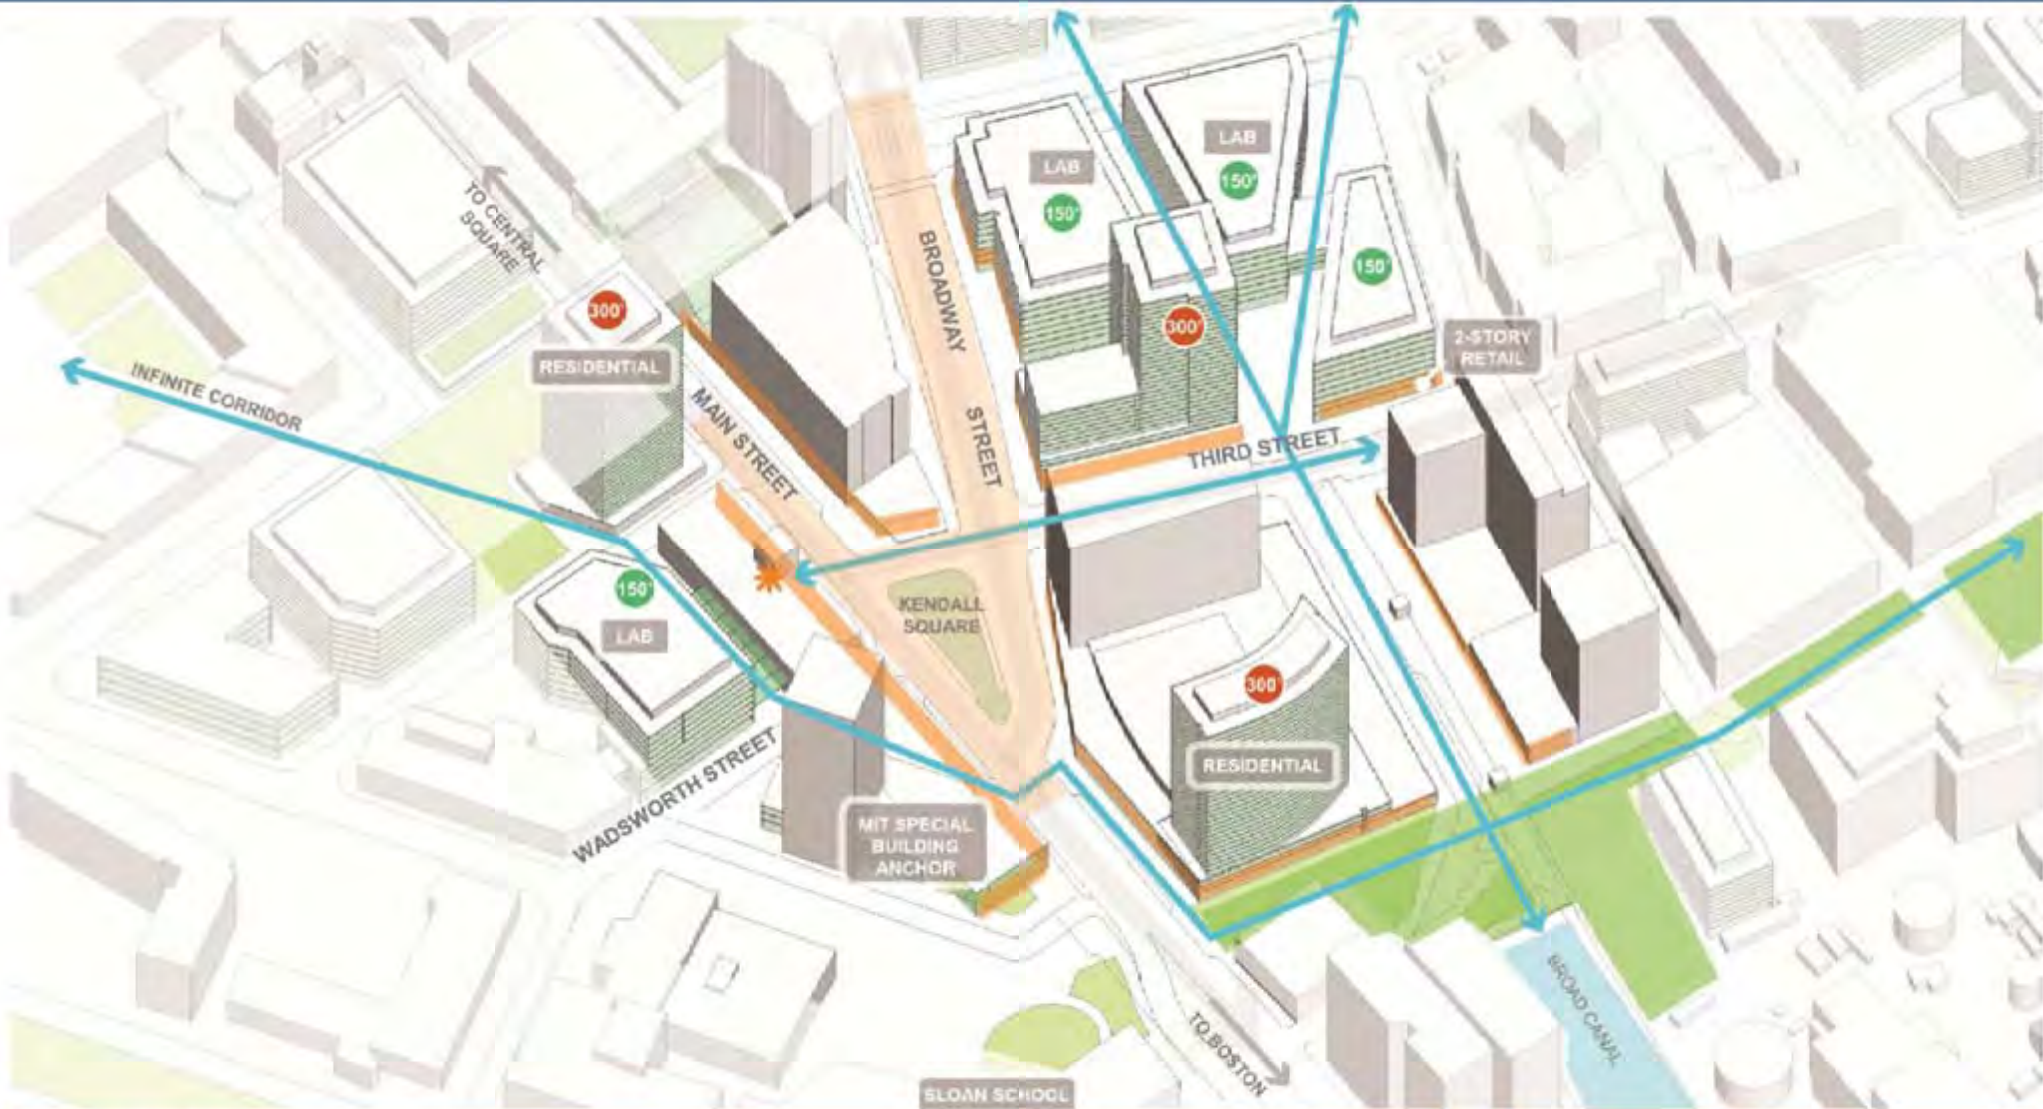 LAB
150'
LAB
150'
TO CENTRAL
SQUARE
BROADWAY
STREET
150'
300'
300'
2-STORY
RETAIL
RESIDENTIAL
INFINITE CORRIDOR
MAIN STREET
THIRD STREET
150'
LAB
KENDALL
SQUARE
300'
RESIDENTIAL
WADSWORTH STREET
MIT SPECIAL
BUILDING
ANCHOR
BROAD CANAL
TO BOSTON
SLOAN SCHOOL